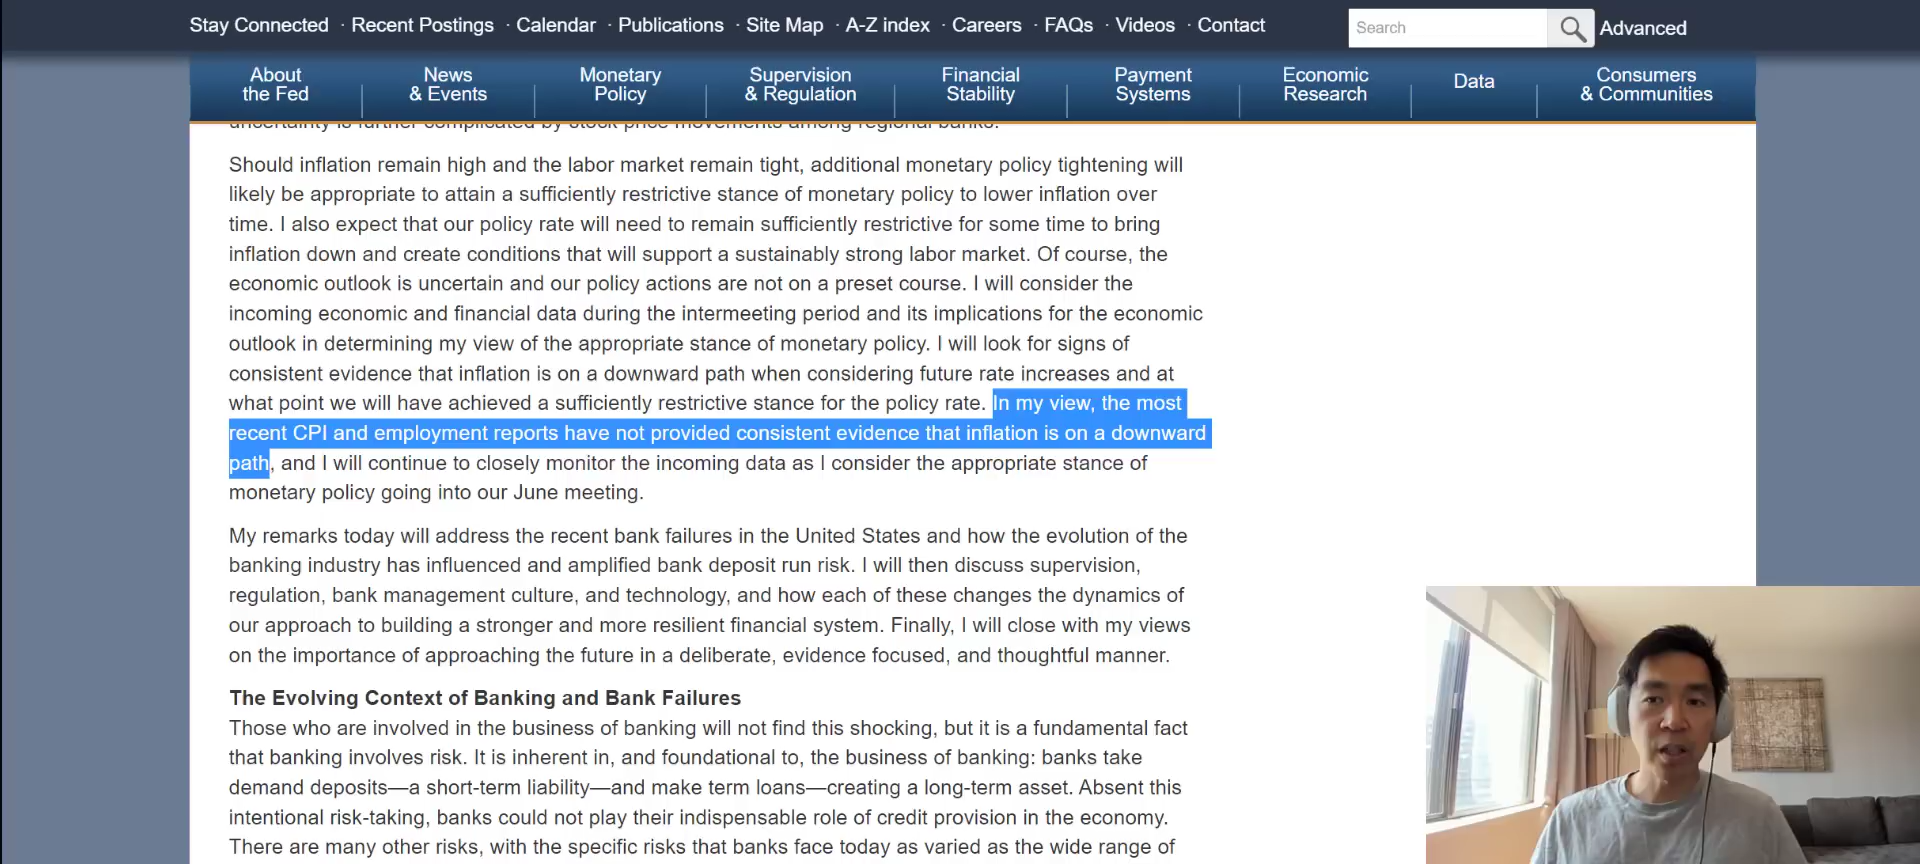 Stay Connected · Recent Postings · Calendar · Publications · Site Map · A-Z index · Careers · FAQs · Videos · Contact
Search
Advanced
About
the Fed
News
& Events
Monetary
Policy
Supervision
& Regulation
Financial
Stability
Payment
Systems
Economic
Research
Data
Consumers
& Communities
uncertainty is further complicated by stock price movements among regional banks.
Should inflation remain high and the labor market remain tight, additional monetary policy tightening will
likely be appropriate to attain a sufficiently restrictive stance of monetary policy to lower inflation over
time. I also expect that our policy rate will need to remain sufficiently restrictive for some time to bring
inflation down and create conditions that will support a sustainably strong labor market. Of course, the
economic outlook is uncertain and our policy actions are not on a preset course. I will consider the
incoming economic and financial data during the intermeeting period and its implications for the economic
outlook in determining my view of the appropriate stance of monetary policy. I will look for signs of
consistent evidence that inflation is on a downward path when considering future rate increases and at
what point we will have achieved a sufficiently restrictive stance for the policy rate. In my view, the most
recent CPI and employment reports have not provided consistent evidence that inflation is on a downward
path, and I will continue to closely monitor the incoming data as I consider the appropriate stance of
monetary policy going into our June meeting.
My remarks today will address the recent bank failures in the United States and how the evolution of the
banking industry has influenced and amplified bank deposit run risk. I will then discuss supervision,
regulation, bank management culture, and technology, and how each of these changes the dynamics of
our approach to building a stronger and more resilient financial system. Finally, I will close with my views
on the importance of approaching the future in a deliberate, evidence focused, and thoughtful manner.
The Evolving Context of Banking and Bank Failures
Those who are involved in the business of banking will not find this shocking, but it is a fundamental fact
that banking involves risk. It is inherent in, and foundational to, the business of banking: banks take
demand deposits—a short-term liability—and make term loans—creating a long-term asset. Absent this
intentional risk-taking, banks could not play their indispensable role of credit provision in the economy.
There are many other risks, with the specific risks that banks face today as varied as the wide range of